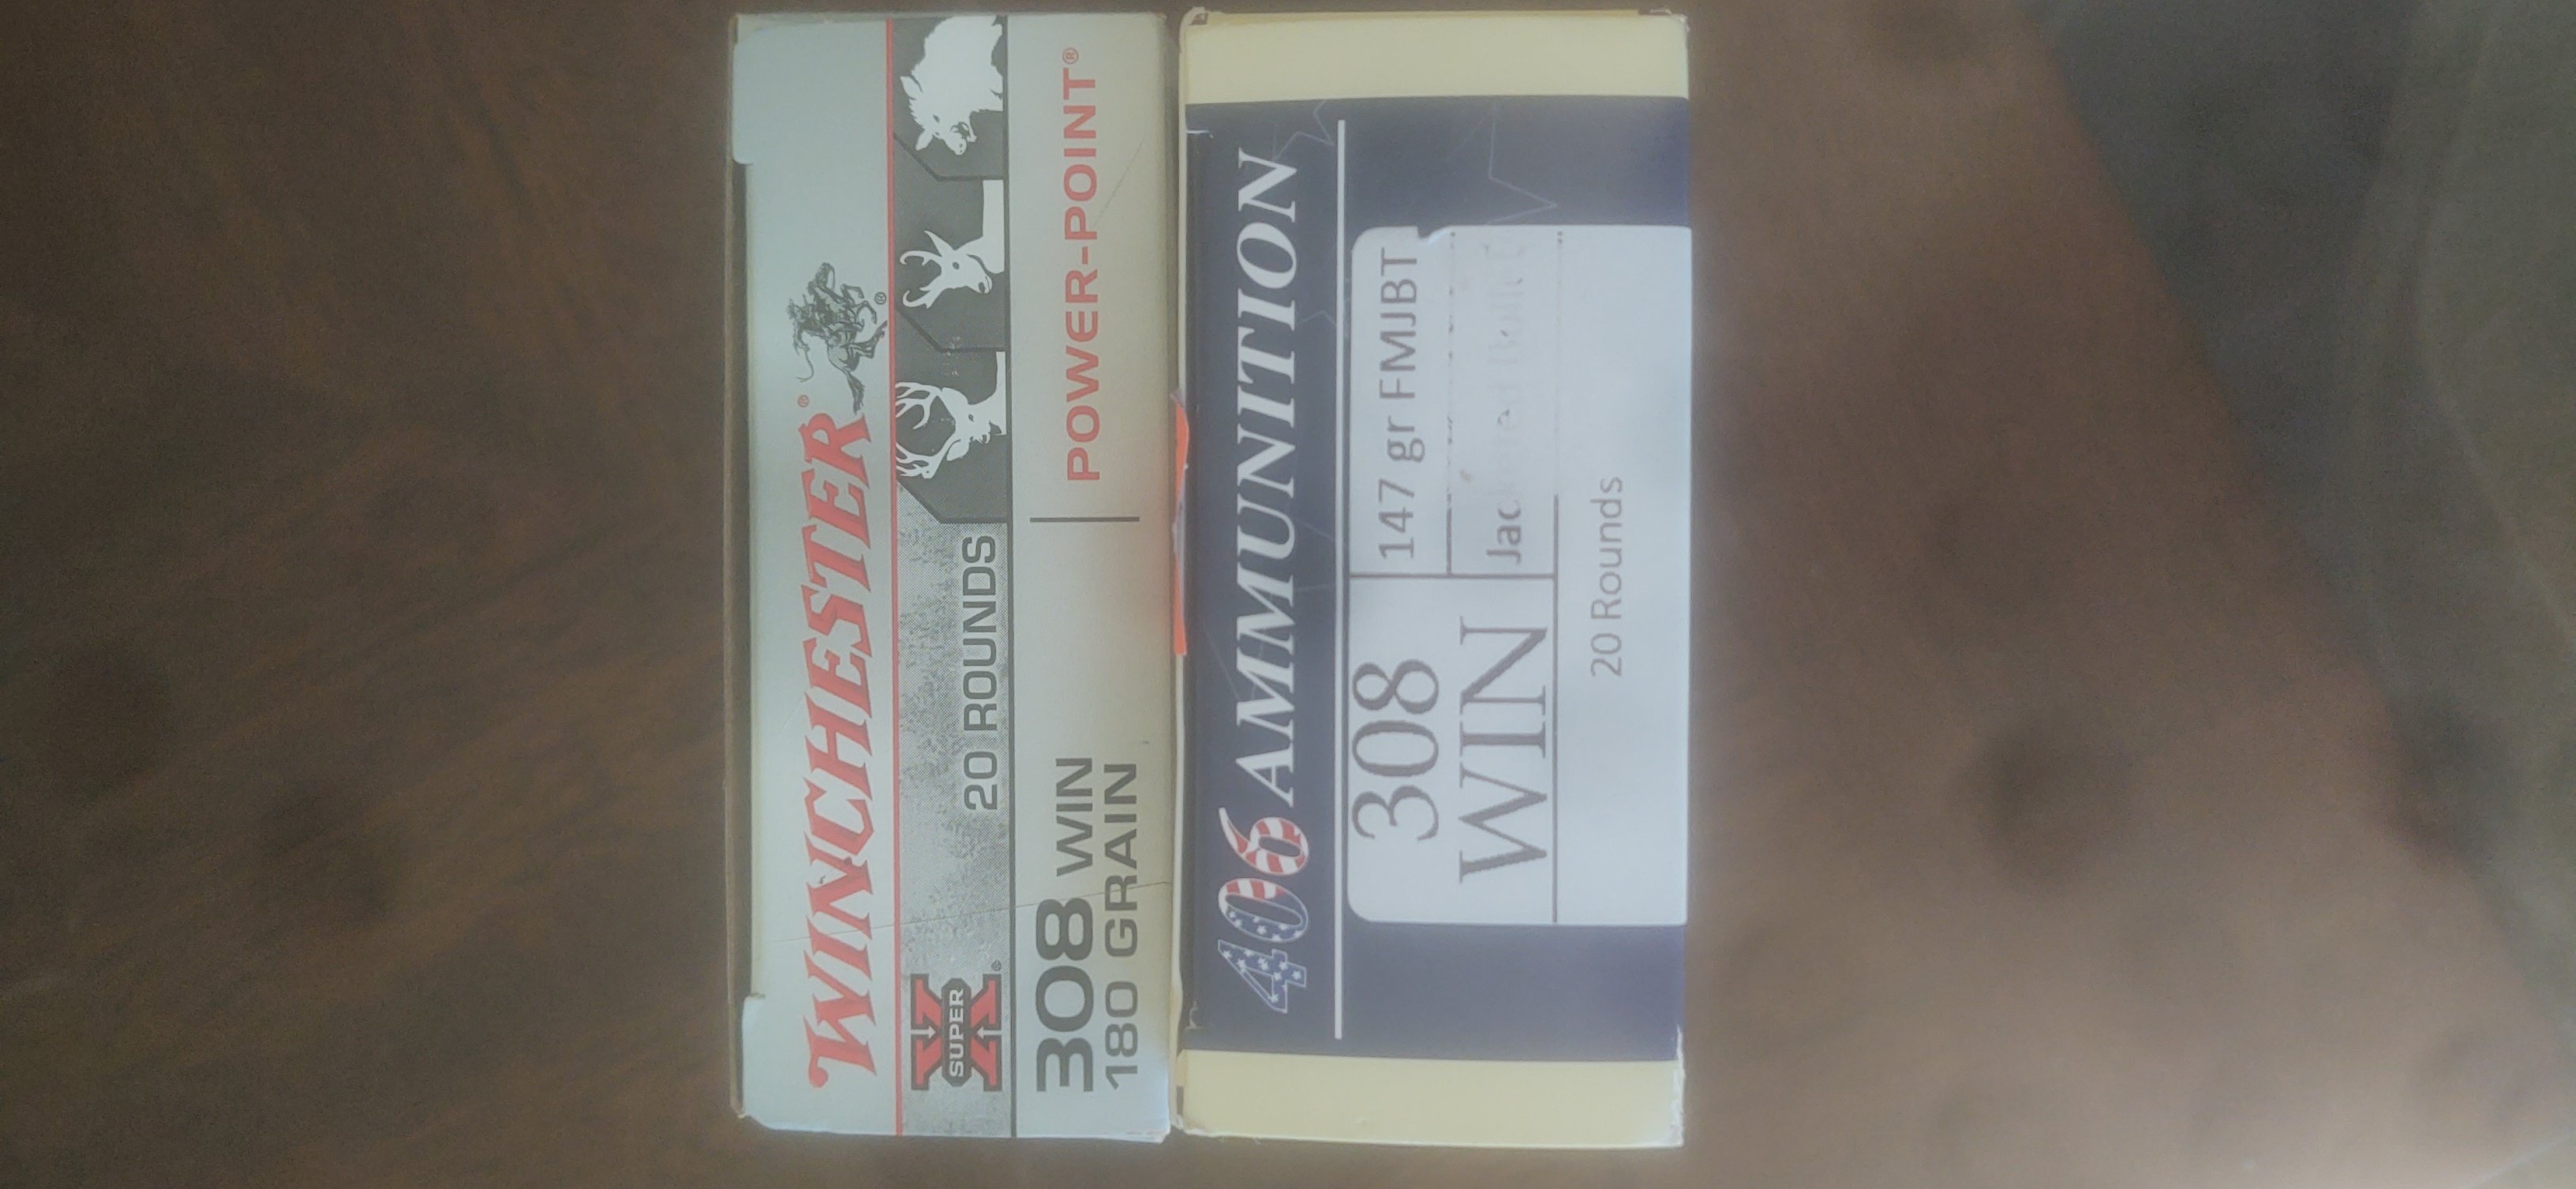 WINCHESTER®
®
SUPER X®
20 ROUNDS
308 WIN
180 GRAIN
POWER-POINT®
406 AMMUNITION
308
WIN
147 gr FMJBT
20 Rounds